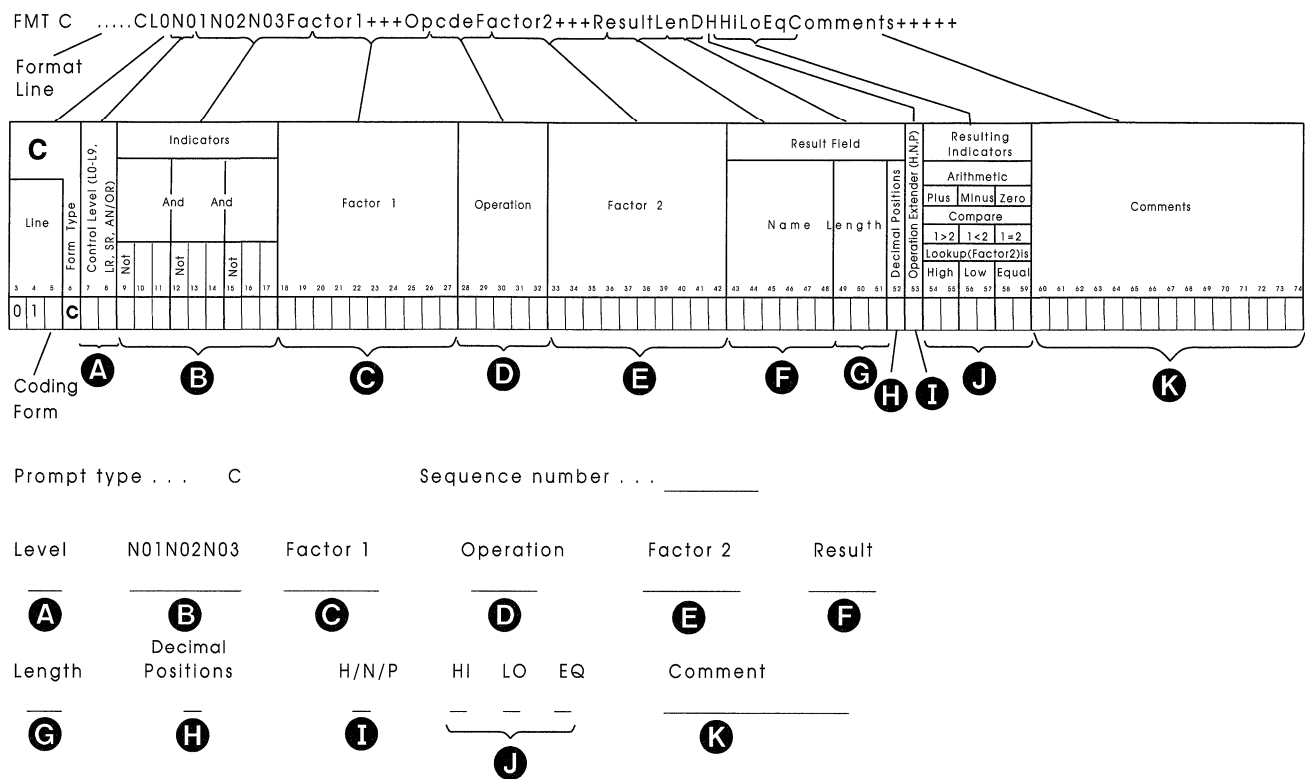 FMT C .....CL0N01N02N03Factor1+++OpcdeFactor2+++ResultLenDHHiLoEqComments+++++
Format
Line
C
Line
Form Type
Control Level (L0-L9,
LR, SR, AN/OR)
Indicators
And And
Not Not Not
Factor 1
Operation
Factor 2
Result Field
Name Length
Decimal Positions
Operation Extender (H,N,P)
Resulting
Indicators
Arithmetic
Plus Minus Zero
Compare
1>2 1<2 1=2
Lookup(Factor2)is
High Low Equal
Comments
3 4 5 6 7 8 9 10 11 12 13 14 15 16 17 18 19 20 21 22 23 24 25 26 27 28 29 30 31 32 33 34 35 36 37 38 39 40 41 42 43 44 45 46 47 48 49 50 51 52 53 54 55 56 57 58 59 60 61 62 63 64 65 66 67 68 69 70 71 72 73 74
0 1 C
A B C D E F G H I J K
Coding
Form
Prompt type . . . C Sequence number . . .
Level N01N02N03 Factor 1 Operation Factor 2 Result
A B C D E F
Decimal
Length Positions H/N/P HI LO EQ Comment
G H I J K